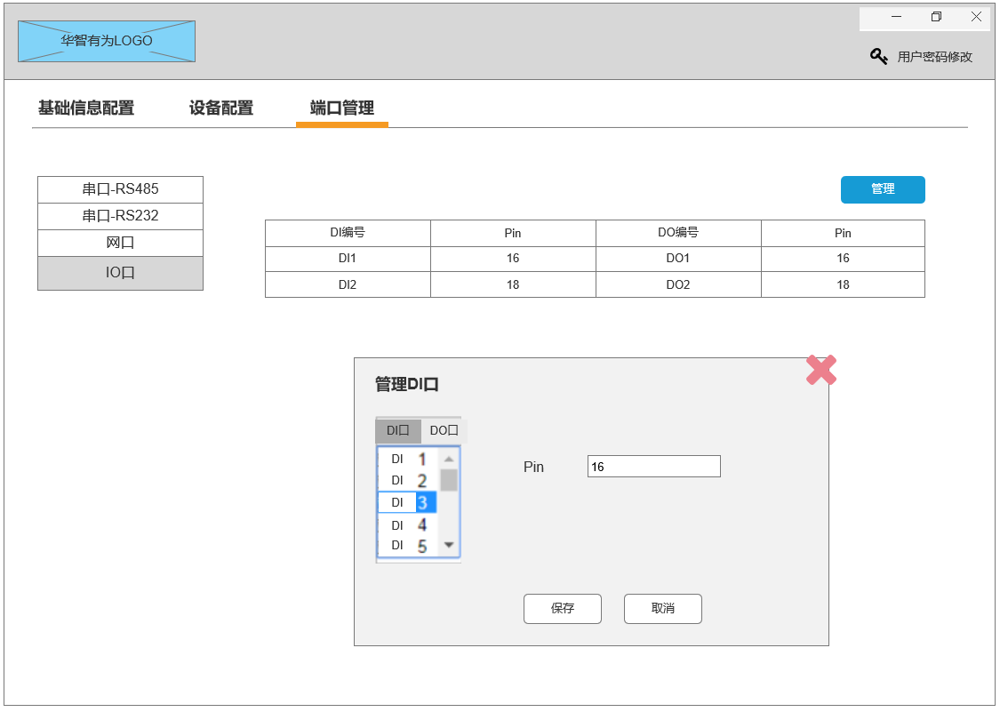 华智有为LOGO
用户密码修改
基础信息配置 设备配置 端口管理
串口-RS485
串口-RS232
网口
IO口
管理
DI编号 Pin DO编号 Pin
DI1 16 DO1 16
DI2 18 DO2 18
管理DI口
DI口 DO口
DI 1
DI 2
DI 3
DI 4
DI 5
Pin 16
保存 取消